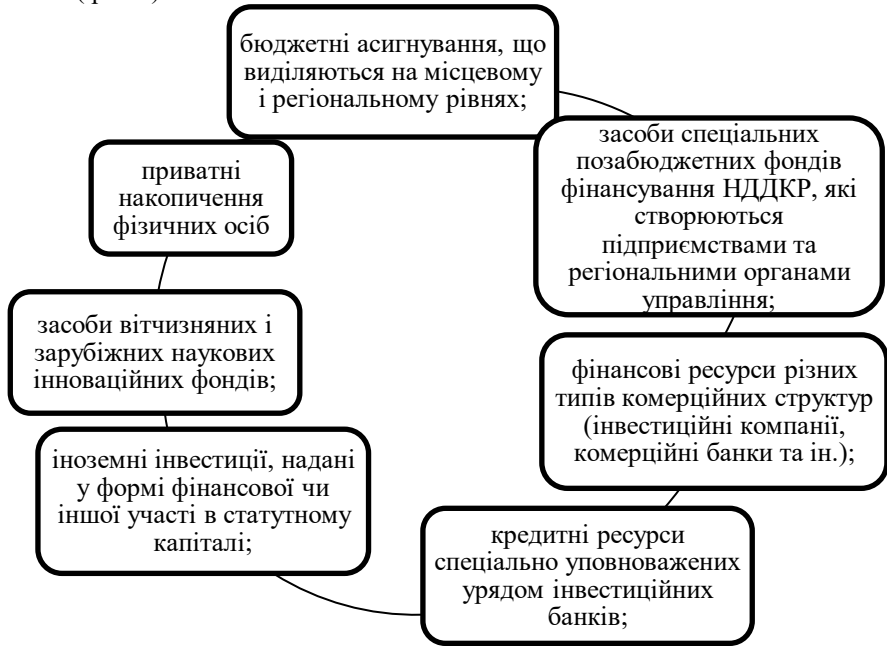 бюджетні асигнування, що
виділяються на місцевому
і регіональному рівнях;
засоби спеціальних
позабюджетних фондів
фінансування НДДКР, які
створюються
підприємствами та
регіональними органами
управління;
фінансові ресурси різних
типів комерційних структур
(інвестиційні компанії,
комерційні банки та ін.);
кредитні ресурси
спеціально уповноважених
урядом інвестиційних
банків;
іноземні інвестиції, надані
у формі фінансової чи
іншої участі в статутному
капіталі;
засоби вітчизняних і
зарубіжних наукових
інноваційних фондів;
приватні
накопичення
фізичних осіб